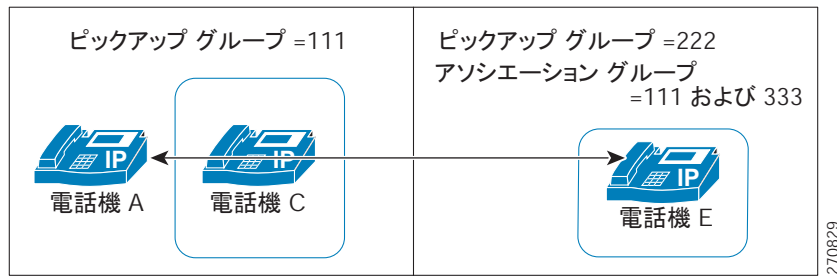 ピックアップ グループ =111
ピックアップ グループ =222
アソシエーション グループ
=111 および 333
IP
IP
IP
電話機 A
電話機 C
電話機 E
270829